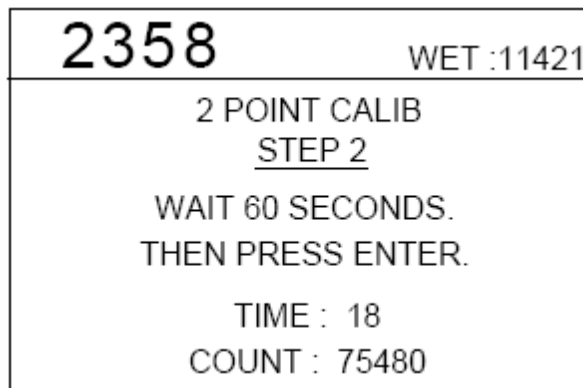 2358 WET :11421
2 POINT CALIB
STEP 2
WAIT 60 SECONDS.
THEN PRESS ENTER.
TIME : 18
COUNT : 75480